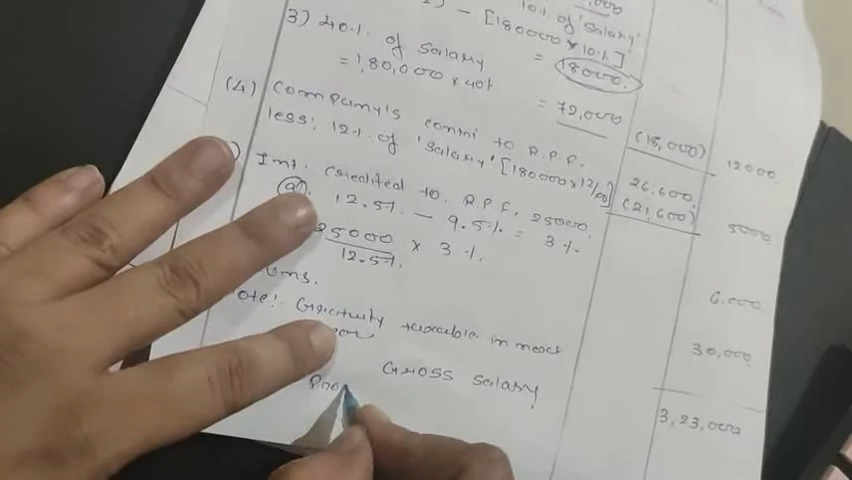 10% of 'Salary'
- [180000 x 10%]
3) 40% of Salary = 18000.
= 1,80,000 x 40%
= 72,000 (18,000) 12000.
(4) Company's to R.P.F. 26,600.
less: 12% of 'Salary' [180000 x 12/100] (21,600) 5000.
Int. Credited to R.P.F. 25000.
12.5% - 9.5% = 3%.
25000 x 3%. 6,000.
12.5%.
Note: Gratuity in next 30,000.
Gross Salary 3,23,000